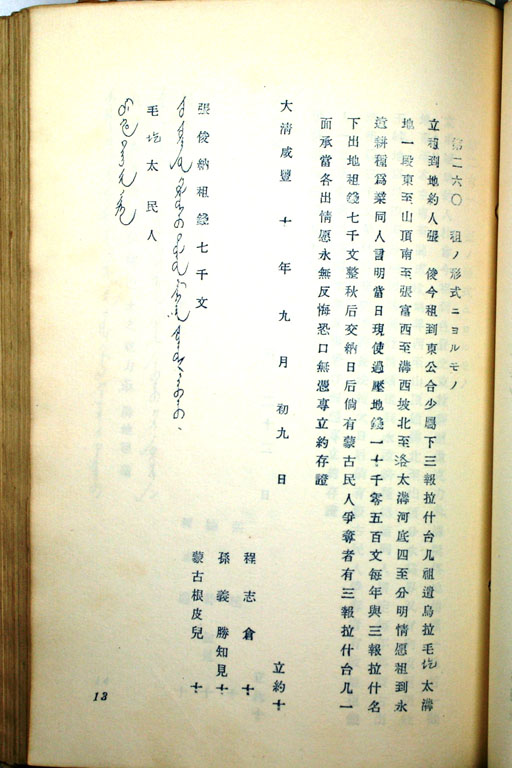 第二六〇 租ノ形式ニヨルモノ
立租到地約人張 俊今租到東公合少屬下三報拉什台几祖遺烏拉毛圪太溝
地一段東至山頂南至張富西至溝西坡北至洛太溝河底四至分明情愿租到永
遠耕種爲業同人言明當日現使過壓地錢一十千零五百文每年與三報拉什名
下出地租錢七千文整秋后交納日后倘有蒙古民人爭奪者有三報拉什台几一
面承當各出情愿永無反悔恐口無憑專立約存證
大清咸豐 十 年 九 月 初九 日
立約十
程志倉 十
孫義勝知見 十
蒙古根皮兒 十
張俊納租錢七千文
毛圪太民人
13